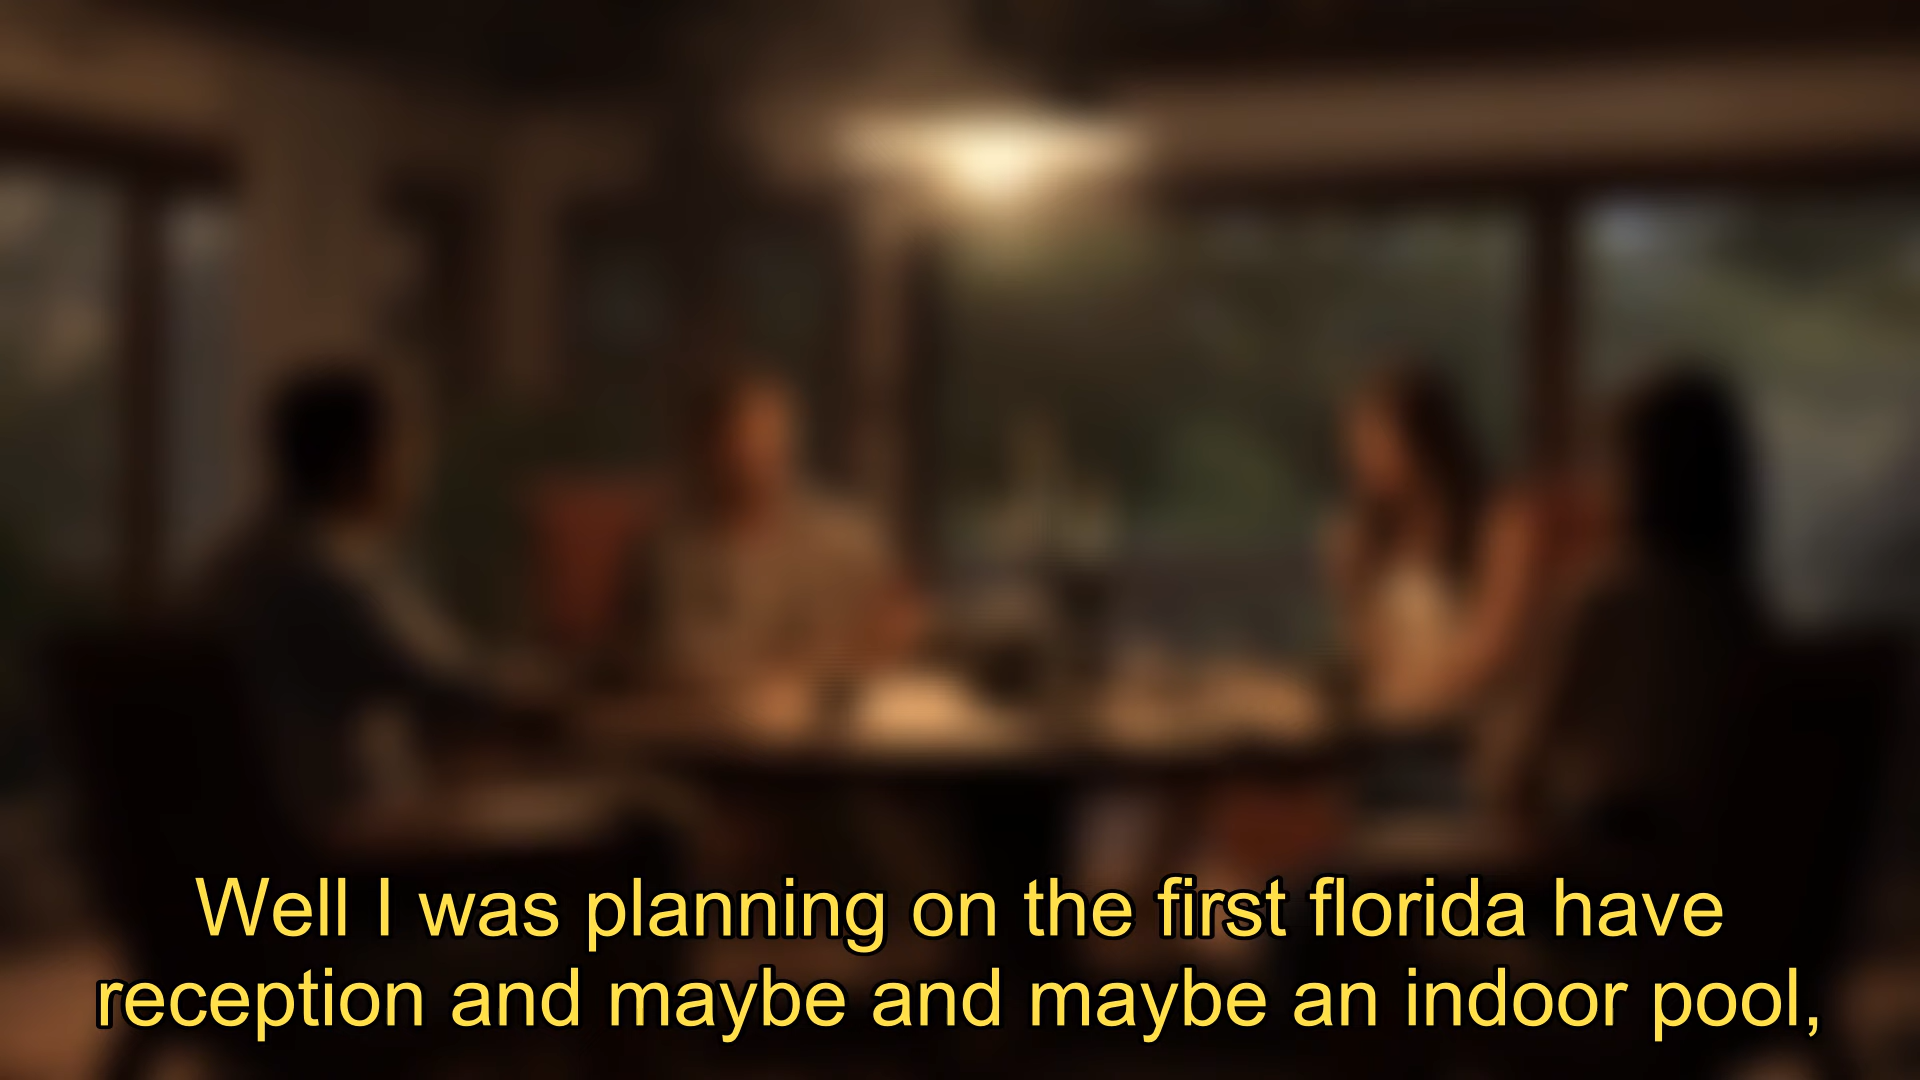 Well I was planning on the first florida have
reception and maybe and maybe an indoor pool,